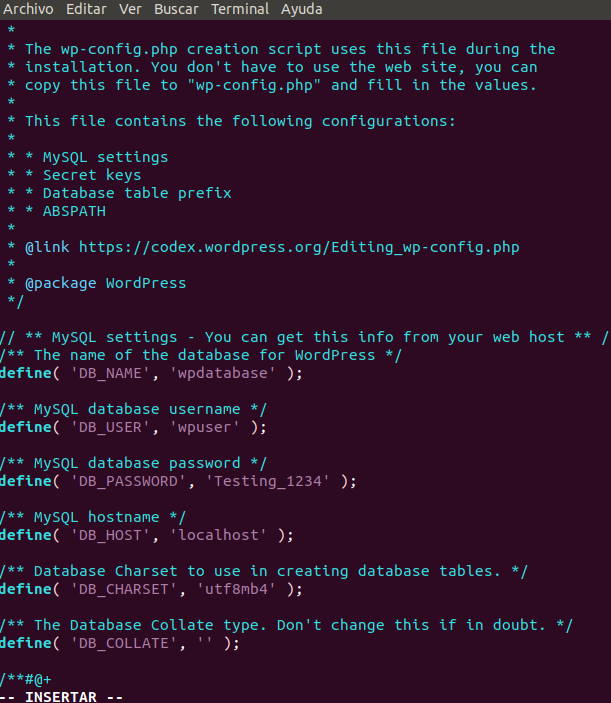 Archivo Editar Ver Buscar Terminal Ayuda
*
* The wp-config.php creation script uses this file during the
* installation. You don't have to use the web site, you can
* copy this file to "wp-config.php" and fill in the values.
*
* This file contains the following configurations:
*
* * MySQL settings
* * Secret keys
* * Database table prefix
* * ABSPATH
*
* @link https://codex.wordpress.org/Editing_wp-config.php
*
* @package WordPress
*/
// ** MySQL settings - You can get this info from your web host ** /
/** The name of the database for WordPress */
define( 'DB_NAME', 'wpdatabase' );
/** MySQL database username */
define( 'DB_USER', 'wpuser' );
/** MySQL database password */
define( 'DB_PASSWORD', 'Testing_1234' );
/** MySQL hostname */
define( 'DB_HOST', 'localhost' );
/** Database Charset to use in creating database tables. */
define( 'DB_CHARSET', 'utf8mb4' );
/** The Database Collate type. Don't change this if in doubt. */
define( 'DB_COLLATE', '' );
/**#@+
-- INSERTAR --